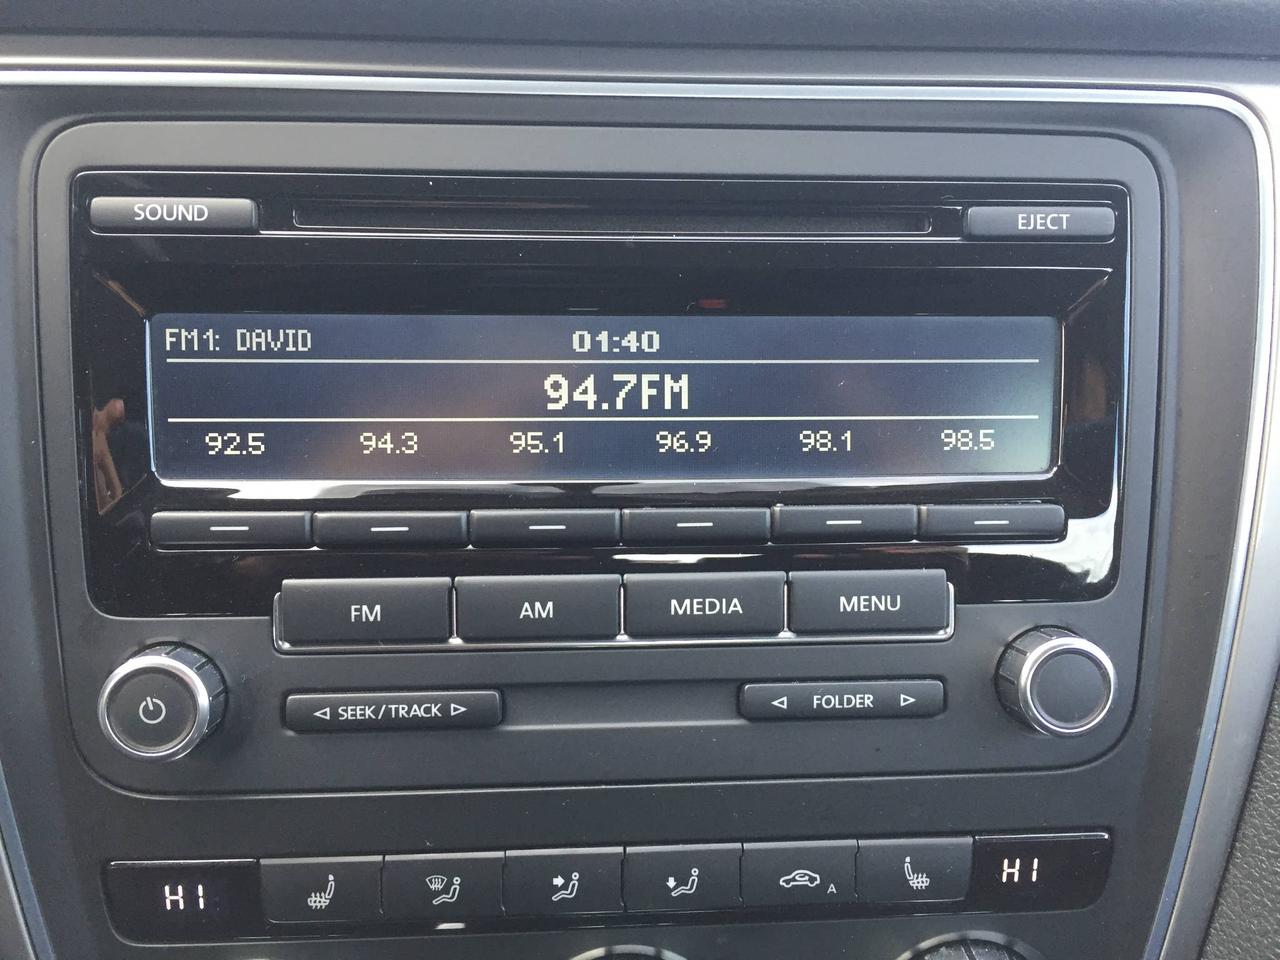 SOUND
EJECT
FM1: DAVID 01:40
94.7FM
92.5 94.3 95.1 96.9 98.1 98.5
FM AM MEDIA MENU
SEEK/TRACK FOLDER
HI A HI